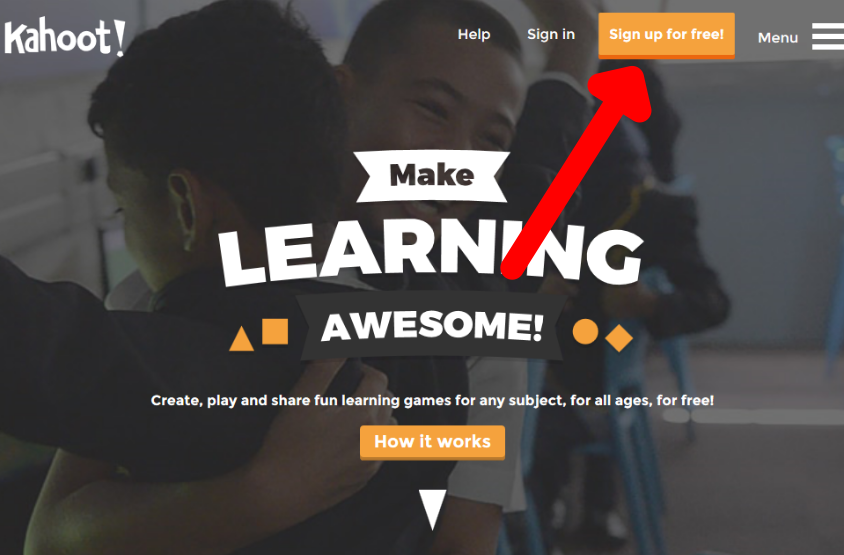 Kahoot!
Help Sign in Sign up for free! Menu
Make
LEARNING
AWESOME!
Create, play and share fun learning games for any subject, for all ages, for free!
How it works